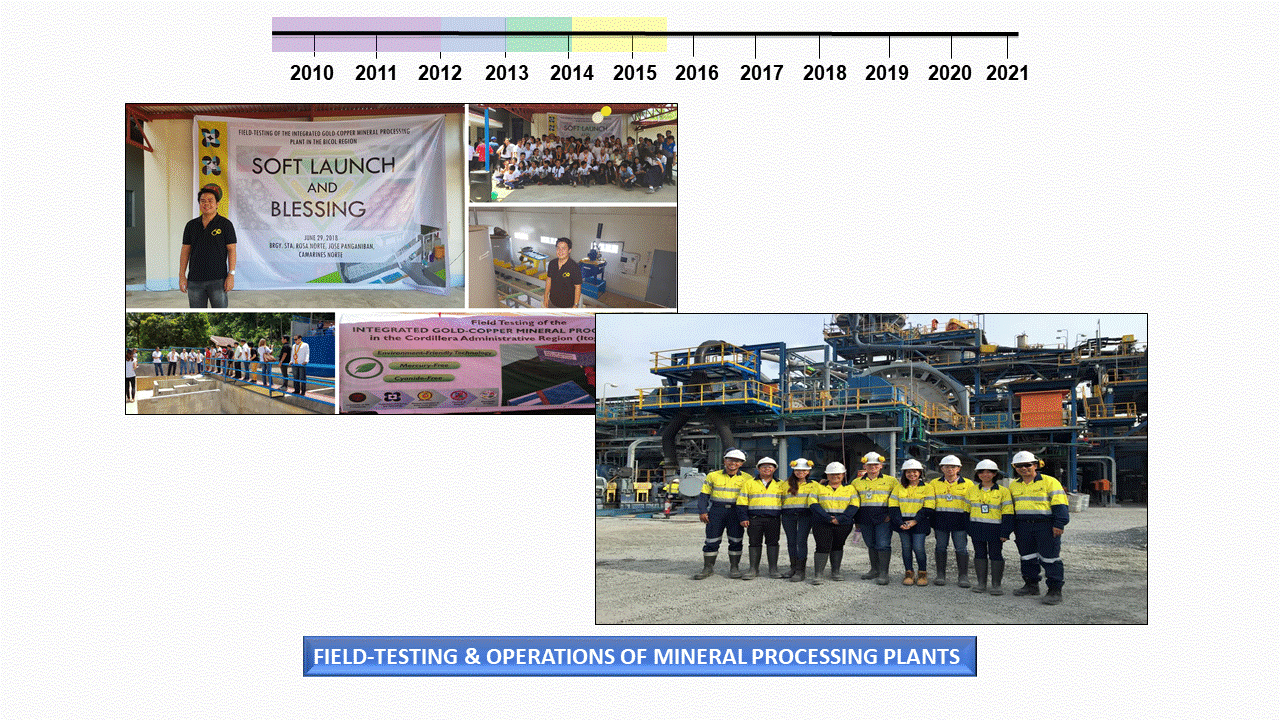 2010 2011 2012 2013 2014 2015 2016 2017 2018 2019 2020 2021
FIELD-TESTING OF THE INTEGRATED GOLD-COPPER MINERAL PROCESSING
PLANT IN THE BICOL REGION
SOFT LAUNCH
AND
BLESSING
JUNE 29, 2018
BRGY. STA. ROSA NORTE, JOSE PANGANIBAN,
CAMARINES NORTE
SOFT LAUNCH
Field Testing of the
INTEGRATED GOLD-COPPER MINERAL PROC
in the Cordillera Administrative Region (Ito
Environment-Friendly Technology
Mercury-Free
Cyanide-Free
FIELD-TESTING & OPERATIONS OF MINERAL PROCESSING PLANTS